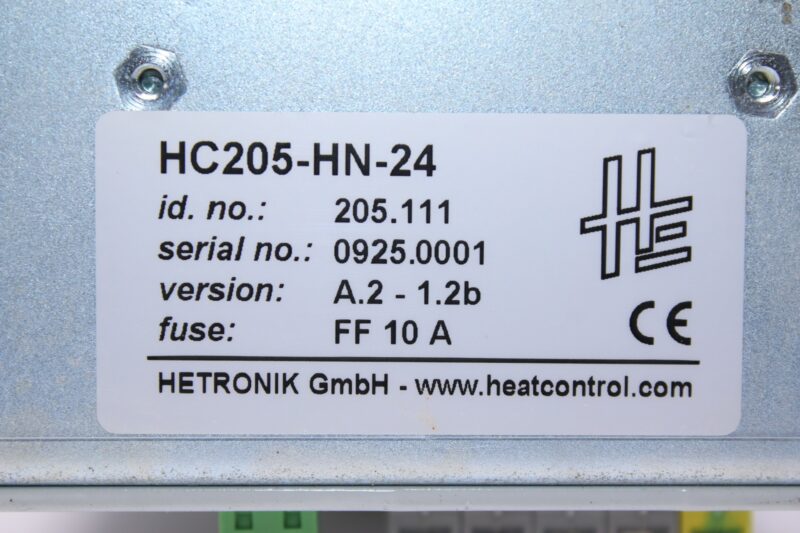 HC205-HN-24
id. no.: 205.111
serial no.: 0925.0001
version: A.2 - 1.2b
fuse: FF 10 A
HE
CE
HETRONIK GmbH - www.heatcontrol.com